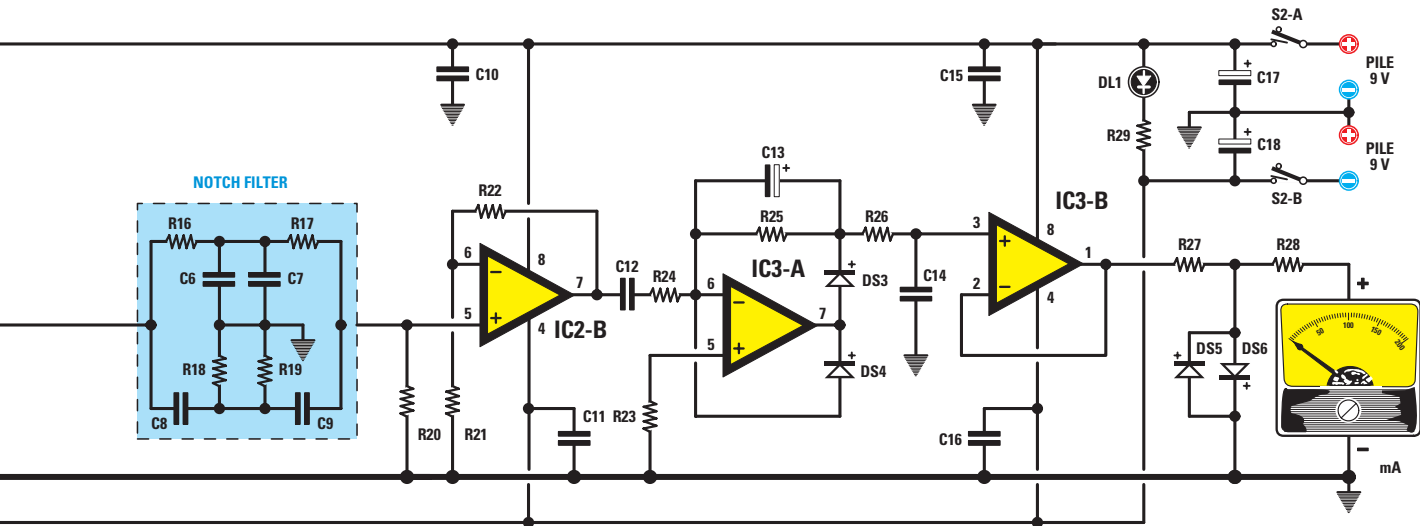 S2-A
PILE
9 V
C10
C15
DL1
C17
R29
C18
PILE
9 V
S2-B
NOTCH FILTER
R16
R17
C6
C7
R18
R19
C8
C9
R20
R21
R22
6
5
8
7
4
IC2-B
C11
C12
R24
R23
C13
+
R25
IC3-A
6
5
7
+
DS3
+
DS4
R26
C14
IC3-B
3
2
8
1
4
C16
R27
R28
+
DS5
DS6
+
+
50
100
150
200
−
mA